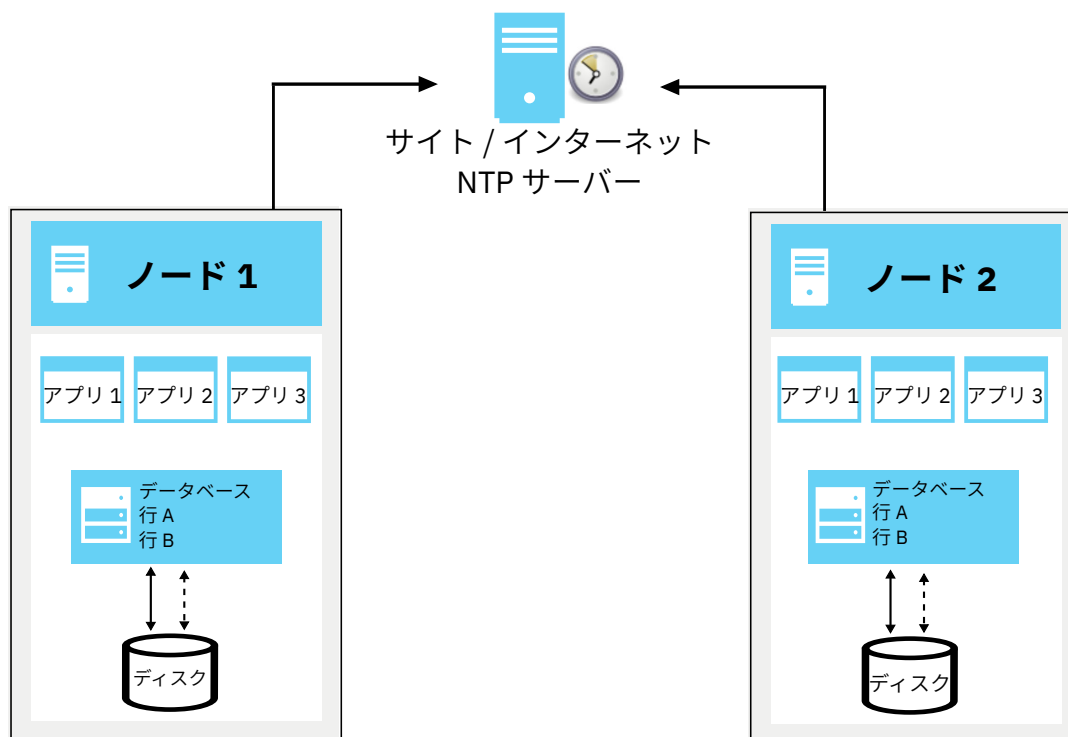 サイト / インターネット
NTP サーバー
ノード 1
アプリ 1
アプリ 2
アプリ 3
データベース
行 A
行 B
ディスク
ノード 2
アプリ 1
アプリ 2
アプリ 3
データベース
行 A
行 B
ディスク